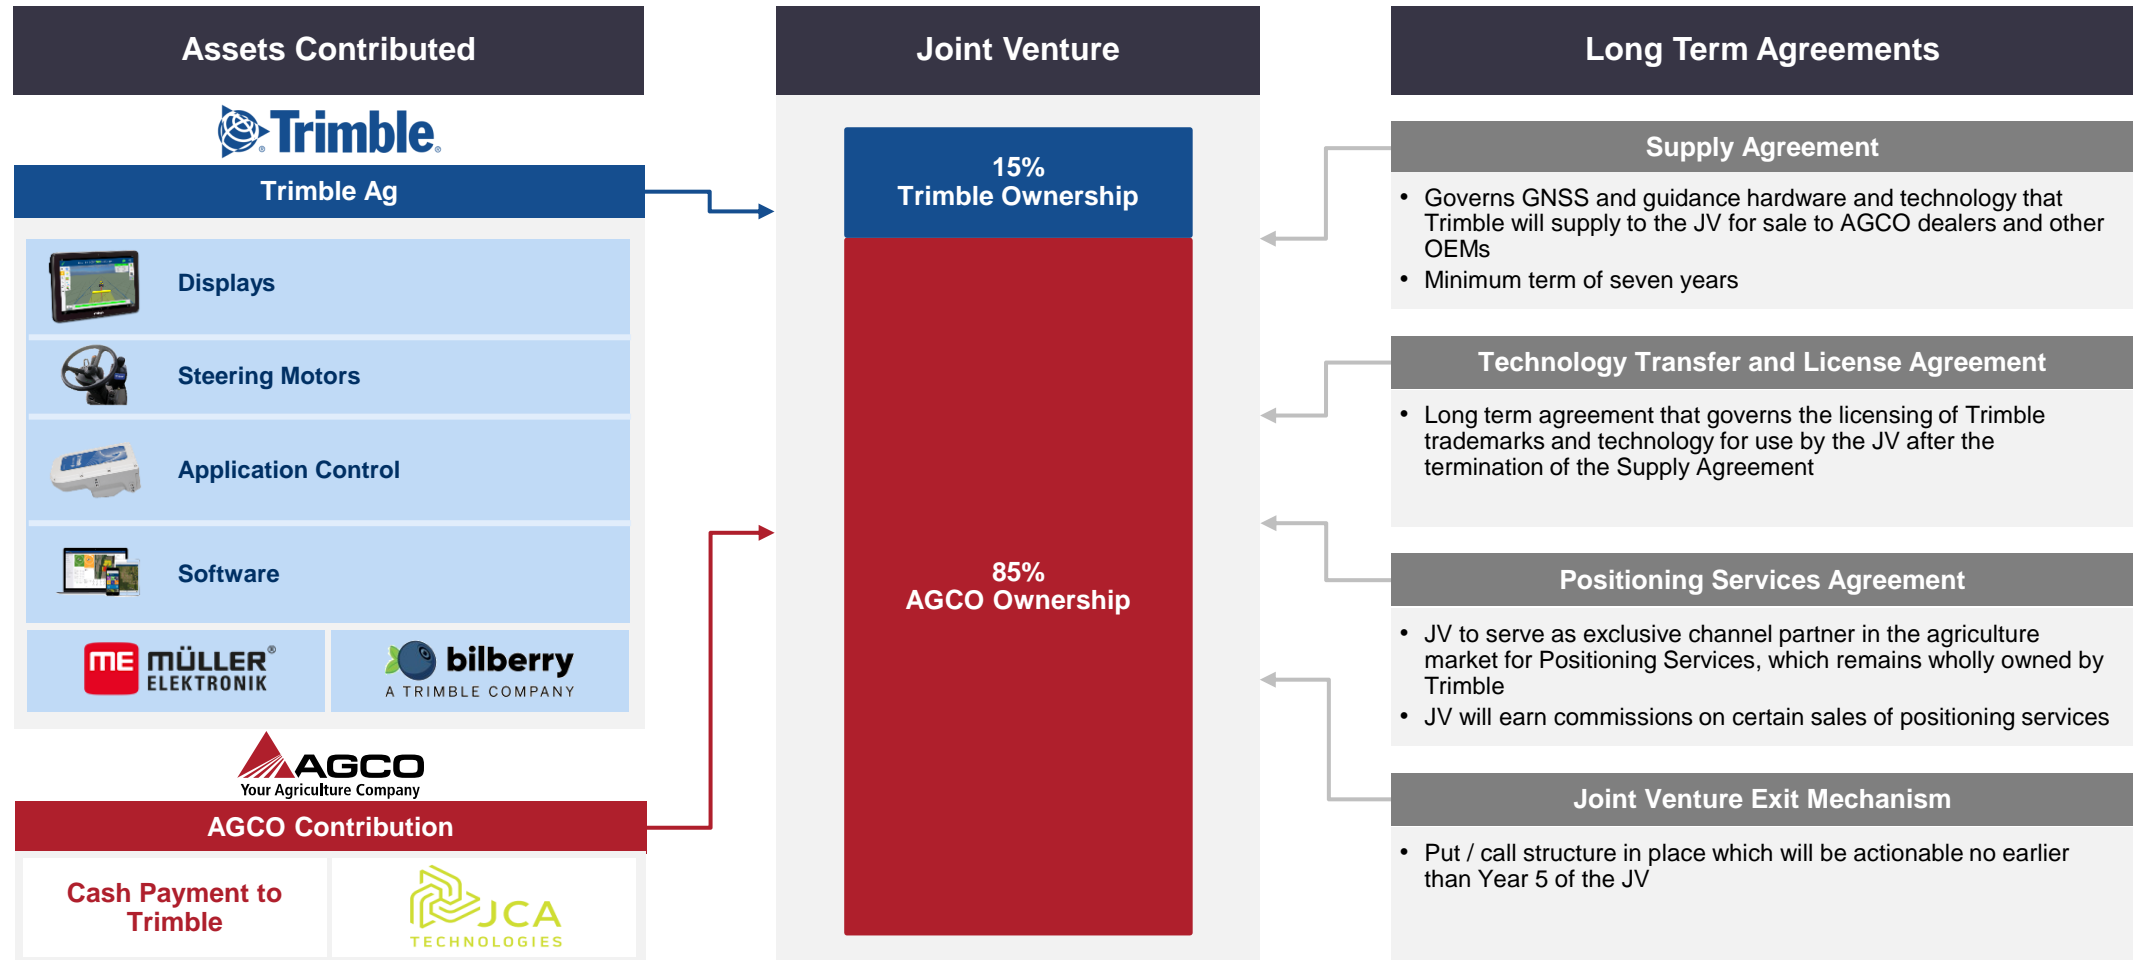 Assets Contributed
Trimble®
Trimble Ag
Displays
Steering Motors
Application Control
Software
ME MÜLLER®
ELEKTRONIK
bilberry
A TRIMBLE COMPANY
AGCO
Your Agriculture Company
AGCO Contribution
Cash Payment to
Trimble
JCA
TECHNOLOGIES
Joint Venture
15%
Trimble Ownership
85%
AGCO Ownership
Long Term Agreements
Supply Agreement
• Governs GNSS and guidance hardware and technology that
Trimble will supply to the JV for sale to AGCO dealers and other
OEMs
• Minimum term of seven years
Technology Transfer and License Agreement
• Long term agreement that governs the licensing of Trimble
trademarks and technology for use by the JV after the
termination of the Supply Agreement
Positioning Services Agreement
• JV to serve as exclusive channel partner in the agriculture
market for Positioning Services, which remains wholly owned by
Trimble
• JV will earn commissions on certain sales of positioning services
Joint Venture Exit Mechanism
• Put / call structure in place which will be actionable no earlier
than Year 5 of the JV